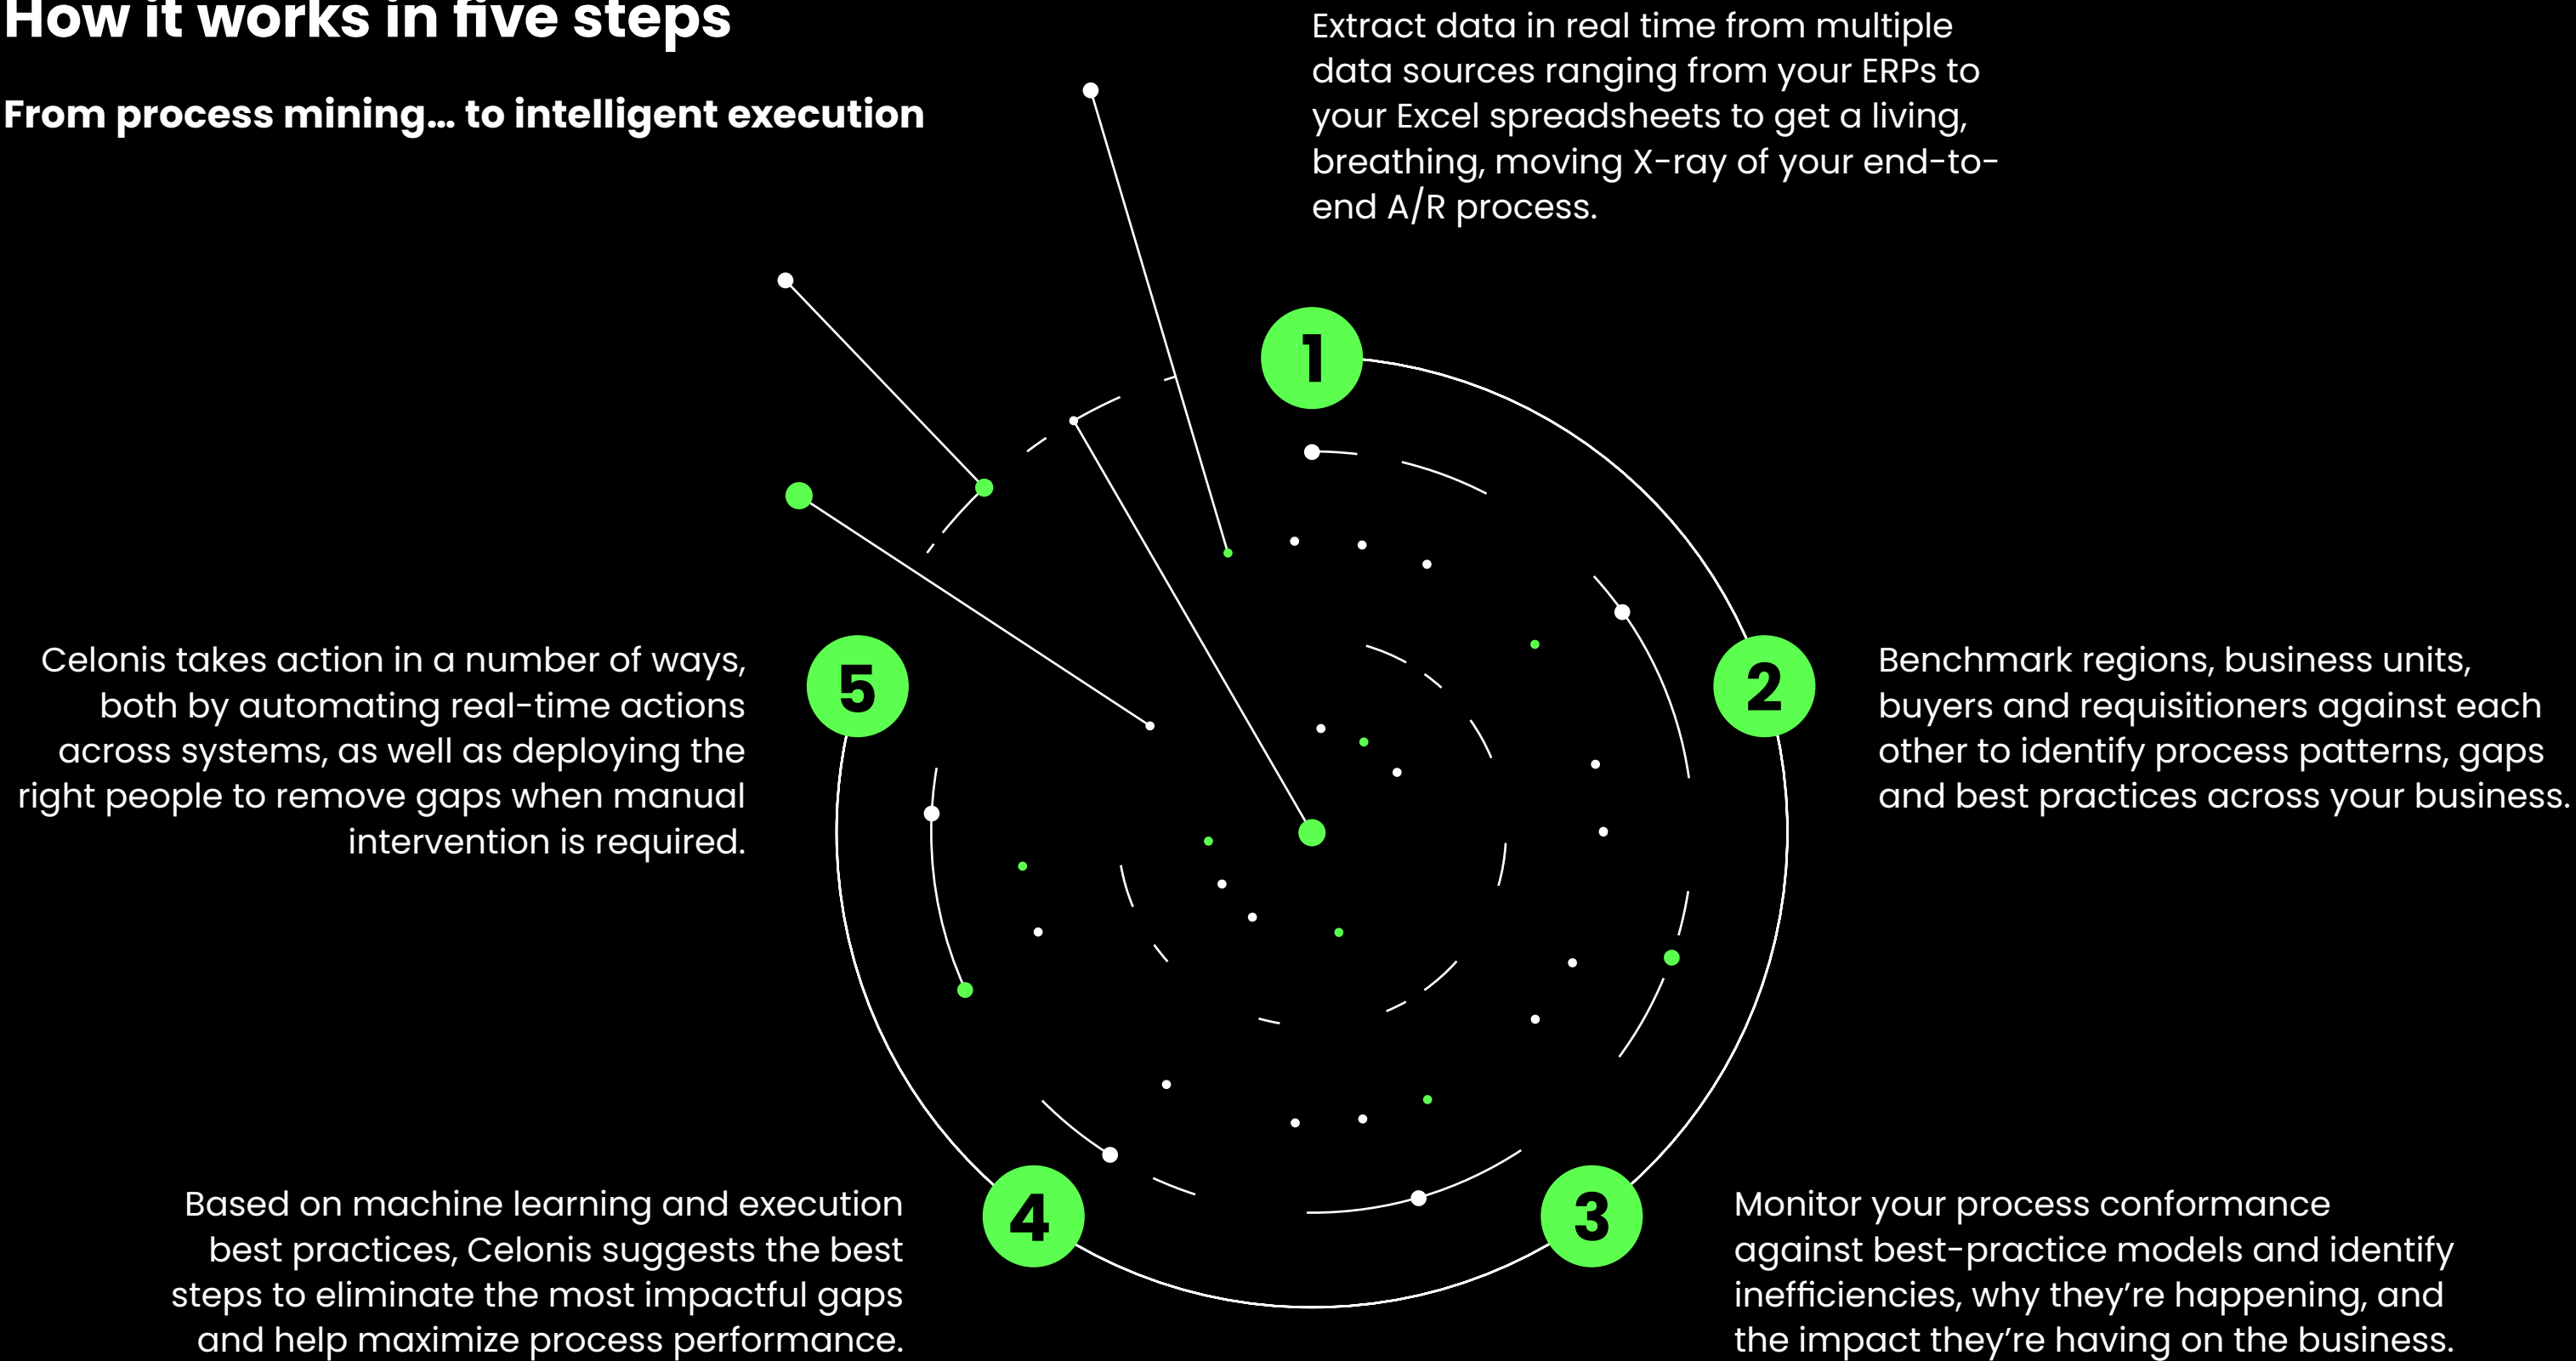 How it works in five steps
From process mining... to intelligent execution
Extract data in real time from multiple
data sources ranging from your ERPs to
your Excel spreadsheets to get a living,
breathing, moving X-ray of your end-to-
end A/R process.
1
2
Benchmark regions, business units,
buyers and requisitioners against each
other to identify process patterns, gaps
and best practices across your business.
3
Monitor your process conformance
against best-practice models and identify
inefficiencies, why they’re happening, and
the impact they’re having on the business.
4
Based on machine learning and execution
best practices, Celonis suggests the best
steps to eliminate the most impactful gaps
and help maximize process performance.
5
Celonis takes action in a number of ways,
both by automating real-time actions
across systems, as well as deploying the
right people to remove gaps when manual
intervention is required.